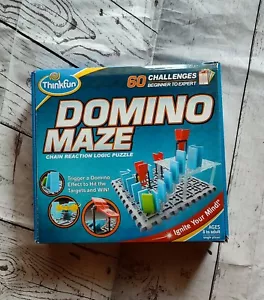 ThinkFun
60 CHALLENGES
BEGINNER TO EXPERT
DOMINO
MAZE
CHAIN REACTION LOGIC PUZZLE
Trigger a Domino
Effect to Hit the
Targets and Win!
Ignite Your Mind!
AGES
8 to adult